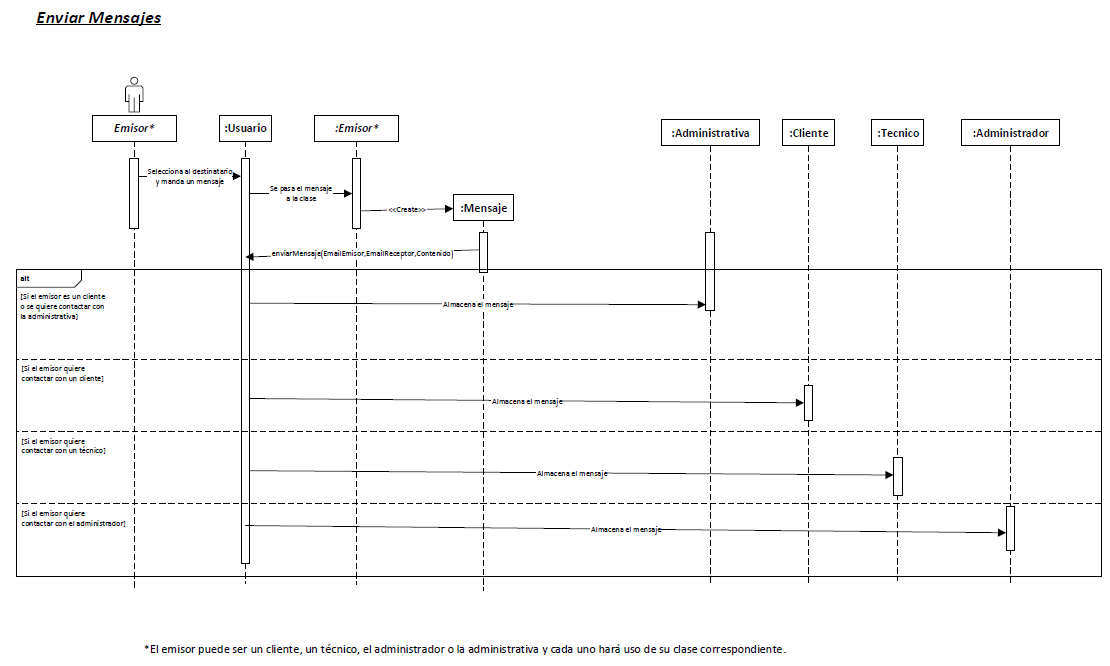 Enviar Mensajes
Emisor*
:Usuario
:Emisor*
:Administrativa
:Cliente
:Tecnico
:Administrador
Selecciona al destinatario
y manda un mensaje
Se pasa el mensaje
a la clase
<<Create>>
:Mensaje
enviarMensaje(EmailEmisor,EmailReceptor,Contenido)
alt
[Si el emisor es un cliente
o se quiere contactar con
la administrativa]
Almacena el mensaje
[Si el emisor quiere
contactar con un cliente]
Almacena el mensaje
[Si el emisor quiere
contactar con un técnico]
Almacena el mensaje
[Si el emisor quiere
contactar con el administrador]
Almacena el mensaje
*El emisor puede ser un cliente, un técnico, el administrador o la administrativa y cada uno hará uso de su clase correspondiente.